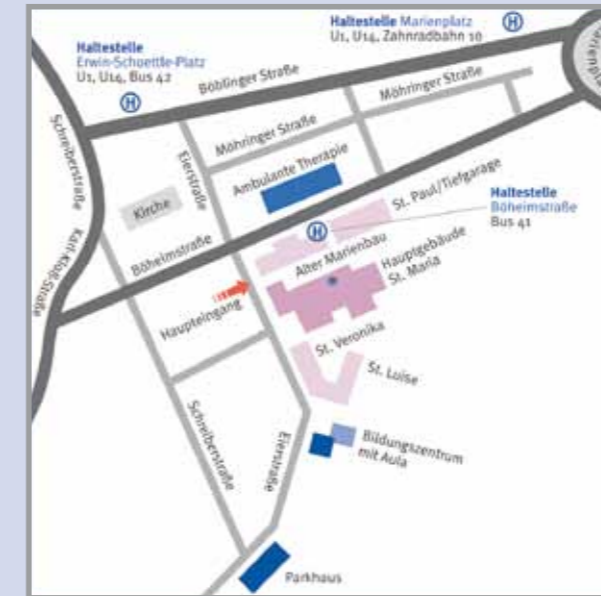 Haltestelle Marienplatz
U1, U14, Zahnradbahn 10
H
Haltestelle
Erwin-Schoettle-Platz
U1, U14, Bus 42
H
Böblinger Straße
Möhringer Straße
Möhringer Straße
Schreiberstraße
Eierstraße
Ambulante Therapie
Kirche
St. Paul/Tiefgarage
Haltestelle
Böheimstraße
Bus 41
H
Karl-Kloß-Straße
Böheimstraße
Alter Marienbau
Hauptgebäude
St. Maria
Haupteingang
St. Veronika
St. Luise
Schreiberstraße
Eierstraße
Bildungszentrum
mit Aula
Parkhaus